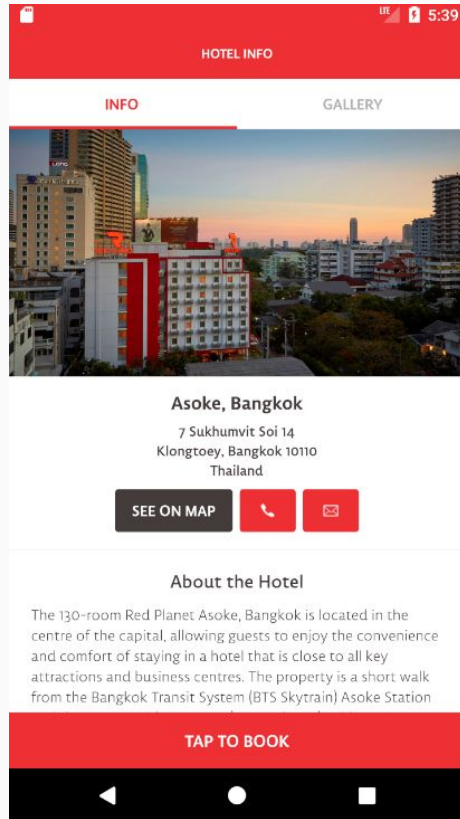 LTE
5:39
HOTEL INFO
INFO
GALLERY
Asoke, Bangkok
7 Sukhumvit Soi 14
Klongtoey, Bangkok 10110
Thailand
SEE ON MAP
About the Hotel
The 130-room Red Planet Asoke, Bangkok is located in the
centre of the capital, allowing guests to enjoy the convenience
and comfort of staying in a hotel that is close to all key
attractions and business centres. The property is a short walk
from the Bangkok Transit System (BTS Skytrain) Asoke Station
TAP TO BOOK